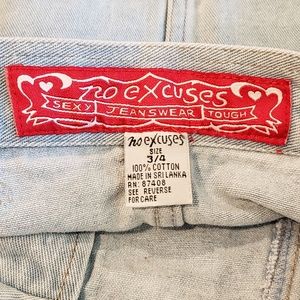 no excuses
SEXY JEANSWEAR TOUGH
no excuses
SIZE
3/4
100% COTTON
MADE IN SRI LANKA
RN: 87408
SEE REVERSE
FOR CARE